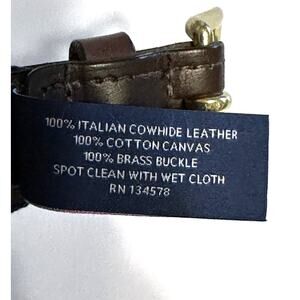 100% ITALIAN COWHIDE LEATHER
100% COTTON CANVAS
100% BRASS BUCKLE
SPOT CLEAN WITH WET CLOTH
RN 134578